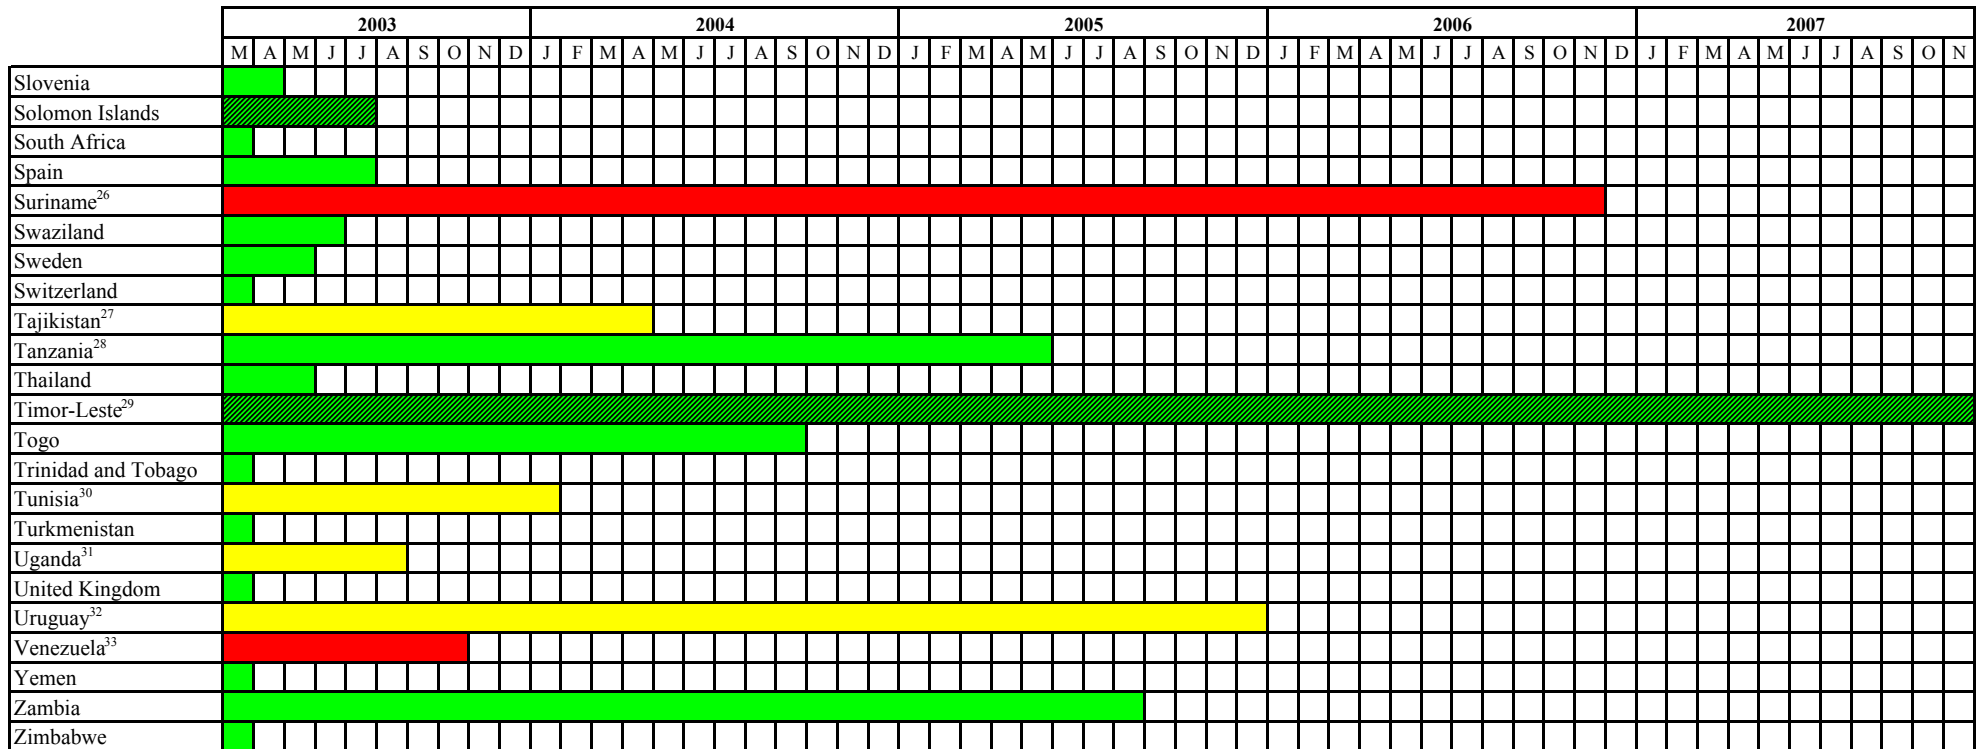 2003 2004 2005 2006 2007
M A M J J A S O N D J F M A M J J A S O N D J F M A M J J A S O N D J F M A M J J A S O N D J F M A M J J A S O N
Slovenia
Solomon Islands
South Africa
Spain
Suriname26
Swaziland
Sweden
Switzerland
Tajikistan27
Tanzania28
Thailand
Timor-Leste29
Togo
Trinidad and Tobago
Tunisia30
Turkmenistan
Uganda31
United Kingdom
Uruguay32
Venezuela33
Yemen
Zambia
Zimbabwe